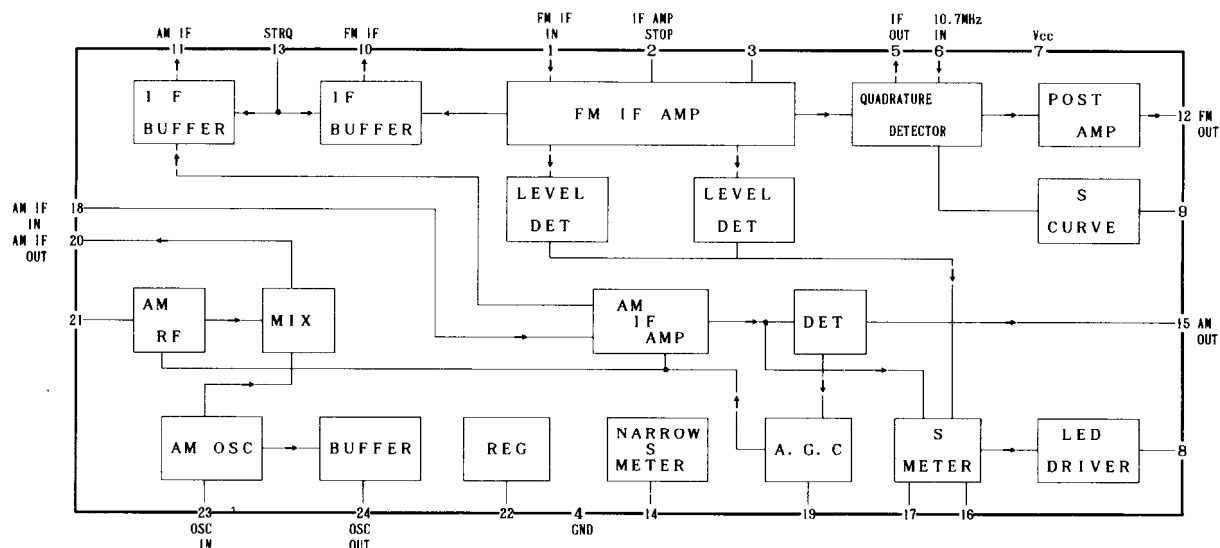 AM IF
11
STRQ
13
FM IF
10
FM IF
IN
1
IF AMP
STOP
2
3
IF
OUT
5
10.7MHz
IN
6
Vcc
7
IF
BUFFER
IF
BUFFER
FM IF AMP
QUADRATURE
DETECTOR
POST
AMP
12 FM
OUT
LEVEL
DET
LEVEL
DET
S
CURVE
9
AM IF 18
IN
AM IF 20
OUT
21
AM
RF
MIX
AM
IF
AMP
DET
15 AM
OUT
AM OSC
BUFFER
REG
NARROW
S
METER
A.G.C
S
METER
LED
DRIVER
8
23
OSC
IN
24
OSC
OUT
22
4
GND
14
19
17
16